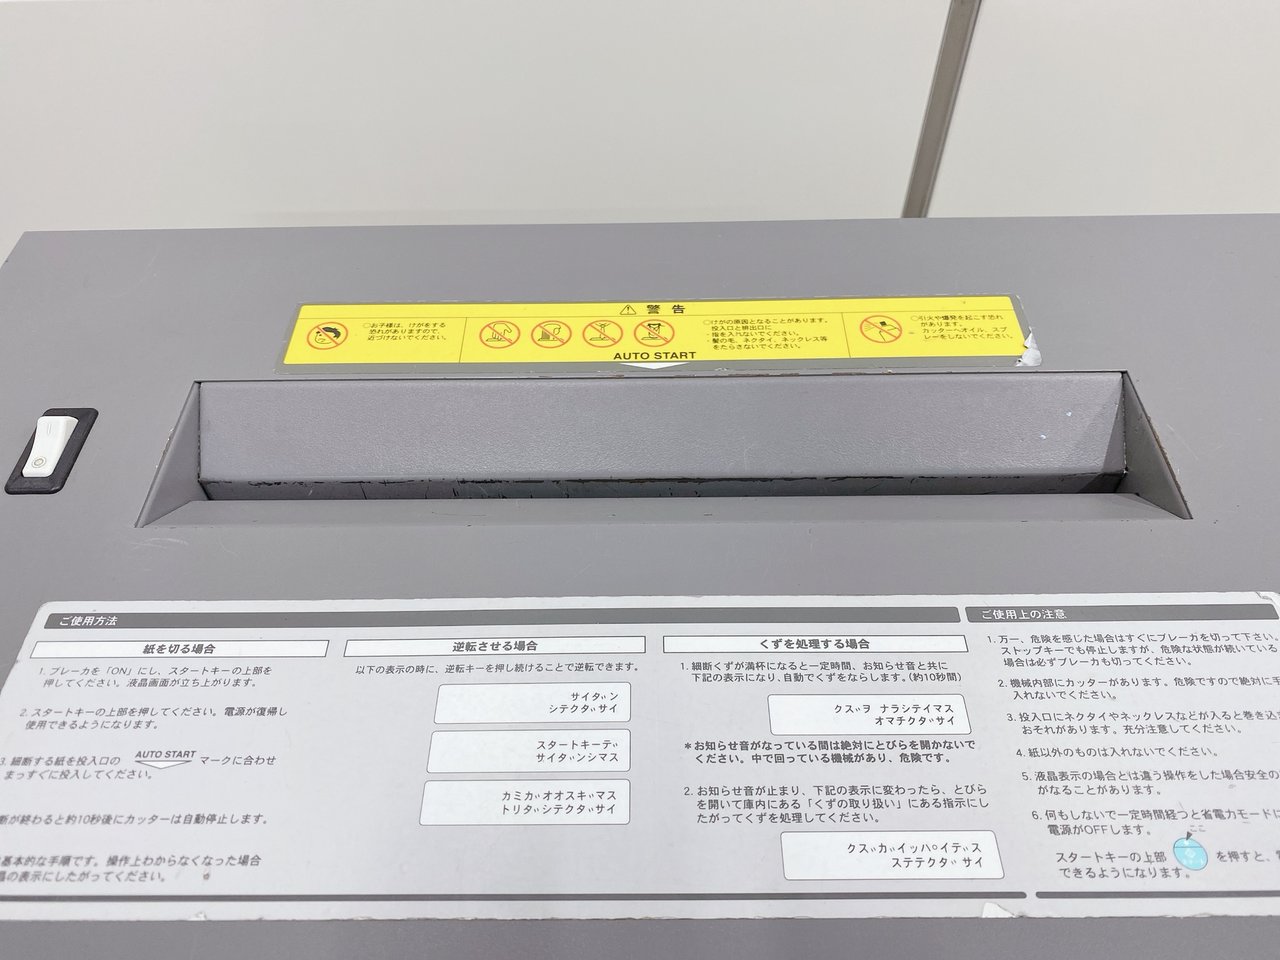 警告
○お子様は、けがをする
恐れがありますので、
近づけないでください。
○けがの原因となることがあります。
投入口と排出口に
・指を入れないでください。
・髪の毛、ネクタイ、ネックレス等
をたらさないでください。
○引火や爆発を起こす恐れ
があります。
カッターへオイル、スプ
レーをしないでください。
AUTO START
ご使用方法
紙を切る場合
1. ブレーカを「ON」にし、スタートキーの上部を
押してください。液晶画面が立ち上がります。
2. スタートキーの上部を押してください。電源が復帰し
使用できるようになります。
3. 細断する紙を投入口の AUTO START マークに合わせ
まっすぐに投入してください。
断が終わると約10秒後にカッターは自動停止します。
基本的な手順です。操作上わからなくなった場合
の表示にしたがってください。
逆転させる場合
以下の表示の時に、逆転キーを押し続けることで逆転できます。
サイダン
シテクダサイ
スタートキーデ
サイダンシマス
カミガオオスギマス
トリダシテクダサイ
くずを処理する場合
1. 細断くずが満杯になると一定時間、お知らせ音と共に
下記の表示になり、自動でくずをならします。(約10秒間)
クズヲ ナラシテイマス
オマチクダサイ
*お知らせ音がなっている間は絶対にとびらを開かないで
ください。中で回っている機械があり、危険です。
2. お知らせ音が止まり、下記の表示に変わったら、とびら
を開いて庫内にある「くずの取り扱い」にある指示にし
たがってくずを処理してください。
クズガイッパイデス
ステテクダサイ
ご使用上の注意
1. 万一、危険を感じた場合はすぐにブレーカを切って下さい。
ストップキーでも停止しますが、危険な状態が続いている
場合は必ずブレーカも切ってください。
2. 機械内部にカッターがあります。危険ですので絶対に手
入れないでください。
3. 投入口にネクタイやネックレスなどが入ると巻き込
おそれがあります。充分注意してください。
4. 紙以外のものは入れないでください。
5. 液晶表示の場合とは違う操作をした場合安全の
がなることがあります。
6. 何もしないで一定時間経つと省電力モードに
電源がOFFします。
ここ
スタートキーの上部 を押すと、
できるようになります。